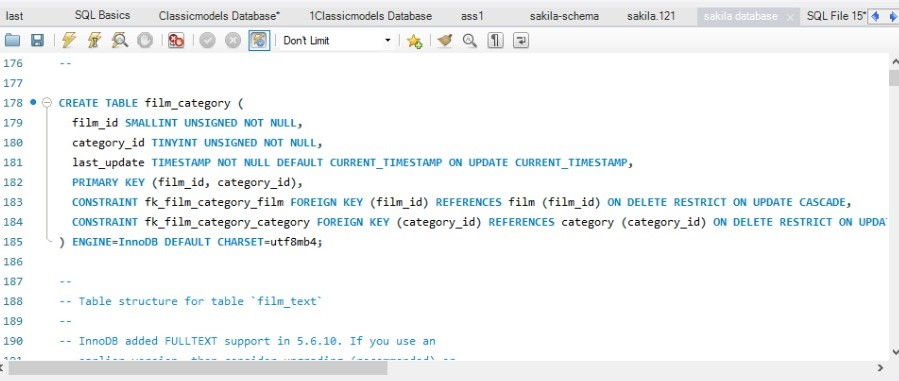 last SQL Basics Classicmodels Database* 1Classicmodels Database ass1 sakila-schema sakila.121 sakila database × SQL File 15*
Don't Limit
176 --
177
178 CREATE TABLE film_category (
179 film_id SMALLINT UNSIGNED NOT NULL,
180 category_id TINYINT UNSIGNED NOT NULL,
181 last_update TIMESTAMP NOT NULL DEFAULT CURRENT_TIMESTAMP ON UPDATE CURRENT_TIMESTAMP,
182 PRIMARY KEY (film_id, category_id),
183 CONSTRAINT fk_film_category_film FOREIGN KEY (film_id) REFERENCES film (film_id) ON DELETE RESTRICT ON UPDATE CASCADE,
184 CONSTRAINT fk_film_category_category FOREIGN KEY (category_id) REFERENCES category (category_id) ON DELETE RESTRICT ON UPDA
185 ) ENGINE=InnoDB DEFAULT CHARSET=utf8mb4;
186
187 --
188 -- Table structure for table `film_text`
189 --
190 -- InnoDB added FULLTEXT support in 5.6.10. If you use an